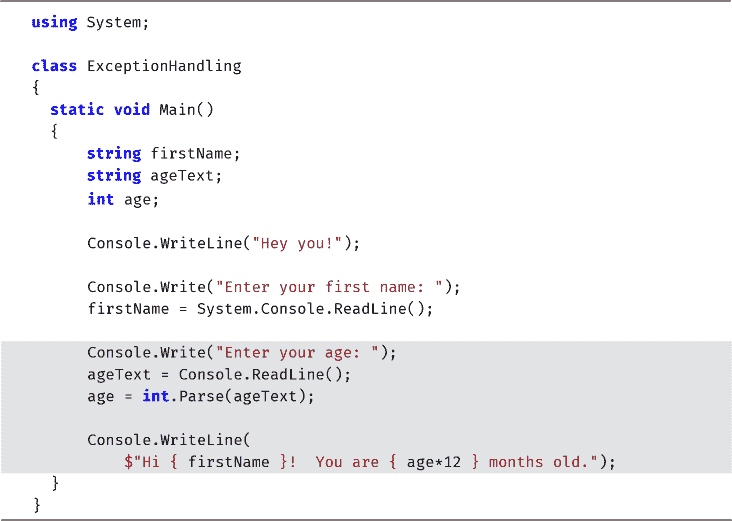 using System;
class ExceptionHandling
{
static void Main()
{
string firstName;
string ageText;
int age;
Console.WriteLine("Hey you!");
Console.Write("Enter your first name: ");
firstName = System.Console.ReadLine();
Console.Write("Enter your age: ");
ageText = Console.ReadLine();
age = int.Parse(ageText);
Console.WriteLine(
$"Hi { firstName }!  You are { age*12 } months old.");
}
}